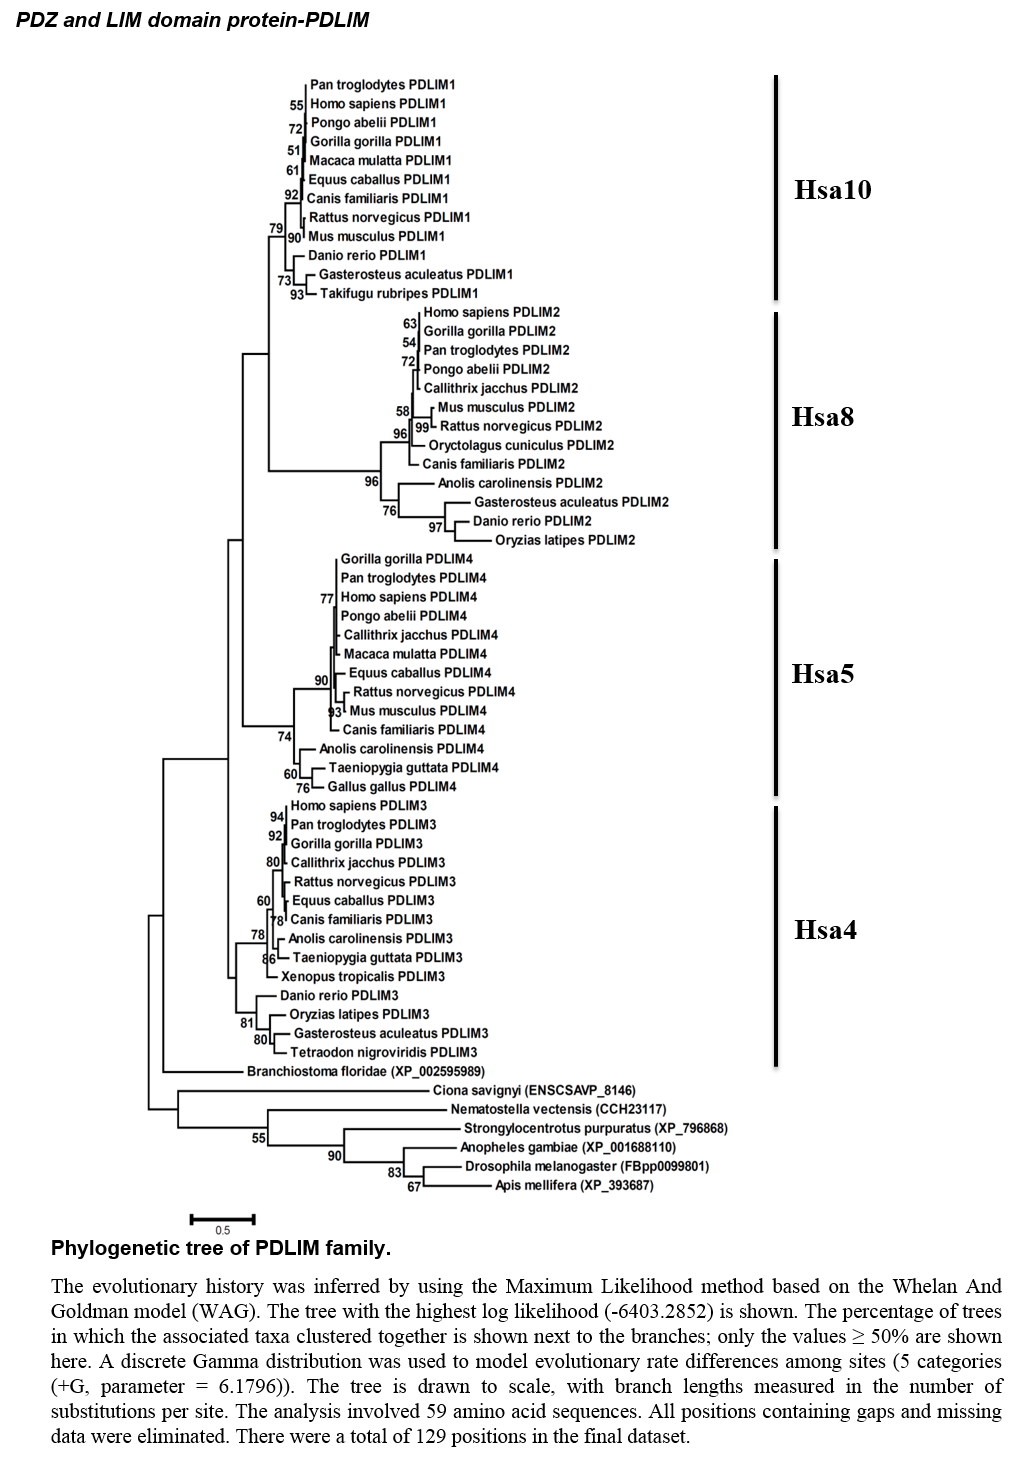 PDZ and LIM domain protein-PDLIM
Pan troglodytes PDLIM1
55
Homo sapiens PDLIM1
Pongo abelii PDLIM1
72
Gorilla gorilla PDLIM1
51
Macaca mulatta PDLIM1
61
Equus caballus PDLIM1
Hsa10
92
Canis familiaris PDLIM1
Rattus norvegicus PDLIM1
79
90
Mus musculus PDLIM1
Danio rerio PDLIM1
Gasterosteus aculeatus PDLIM1
73
93
Takifugu rubripes PDLIM1
Homo sapiens PDLIM2
63
Gorilla gorilla PDLIM2
54
Pan troglodytes PDLIM2
72
Pongo abelii PDLIM2
Callithrix jacchus PDLIM2
58
Mus musculus PDLIM2
Hsa8
99
Rattus norvegicus PDLIM2
96
Oryctolagus cuniculus PDLIM2
Canis familiaris PDLIM2
96
Anolis carolinensis PDLIM2
Gasterosteus aculeatus PDLIM2
76
Danio rerio PDLIM2
97
Oryzias latipes PDLIM2
Gorilla gorilla PDLIM4
Pan troglodytes PDLIM4
77
Homo sapiens PDLIM4
Pongo abelii PDLIM4
Callithrix jacchus PDLIM4
Macaca mulatta PDLIM4
Equus caballus PDLIM4
Hsa5
90
Rattus norvegicus PDLIM4
93
Mus musculus PDLIM4
Canis familiaris PDLIM4
74
Anolis carolinensis PDLIM4
Taeniopygia guttata PDLIM4
60
76
Gallus gallus PDLIM4
Homo sapiens PDLIM3
94
Pan troglodytes PDLIM3
92
Gorilla gorilla PDLIM3
80
Callithrix jacchus PDLIM3
Rattus norvegicus PDLIM3
60
Equus caballus PDLIM3
78
Canis familiaris PDLIM3
Hsa4
78
Anolis carolinensis PDLIM3
86
Taeniopygia guttata PDLIM3
Xenopus tropicalis PDLIM3
Danio rerio PDLIM3
Oryzias latipes PDLIM3
81
Gasterosteus aculeatus PDLIM3
80
Tetraodon nigroviridis PDLIM3
Branchiostoma floridae (XP_002595989)
Ciona savignyi (ENSCSAVP_8146)
Nematostella vectensis (CCH23117)
Strongylocentrotus purpuratus (XP_796868)
55
Anopheles gambiae (XP_001688110)
90
Drosophila melanogaster (FBpp0099801)
83
67
Apis mellifera (XP_393687)
0.5
Phylogenetic tree of PDLIM family.
The evolutionary history was inferred by using the Maximum Likelihood method based on the Whelan And
Goldman model (WAG). The tree with the highest log likelihood (-6403.2852) is shown. The percentage of trees
in which the associated taxa clustered together is shown next to the branches; only the values ≥ 50% are shown
here. A discrete Gamma distribution was used to model evolutionary rate differences among sites (5 categories
(+G, parameter = 6.1796)). The tree is drawn to scale, with branch lengths measured in the number of
substitutions per site. The analysis involved 59 amino acid sequences. All positions containing gaps and missing
data were eliminated. There were a total of 129 positions in the final dataset.